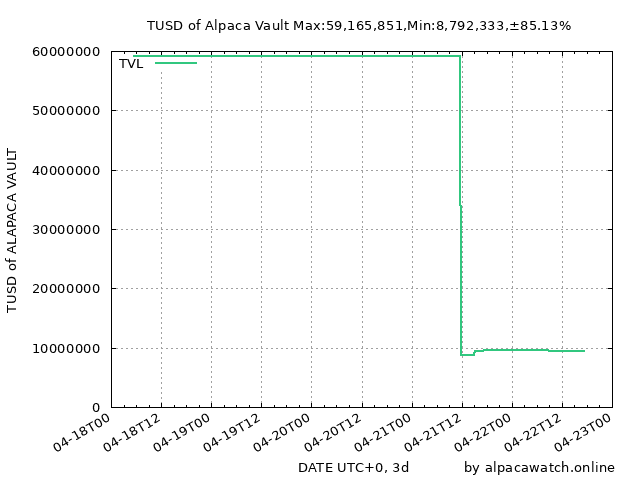 TUSD of Alpaca Vault Max:59,165,851,Min:8,792,333,±85.13%
TVL
60000000
50000000
40000000
30000000
20000000
10000000
0
TUSD of ALAPACA VAULT
04-18T00
04-18T12
04-19T00
04-19T12
04-20T00
04-20T12
04-21T00
04-21T12
04-22T00
04-22T12
04-23T00
DATE UTC+0, 3d
by alpacawatch.online